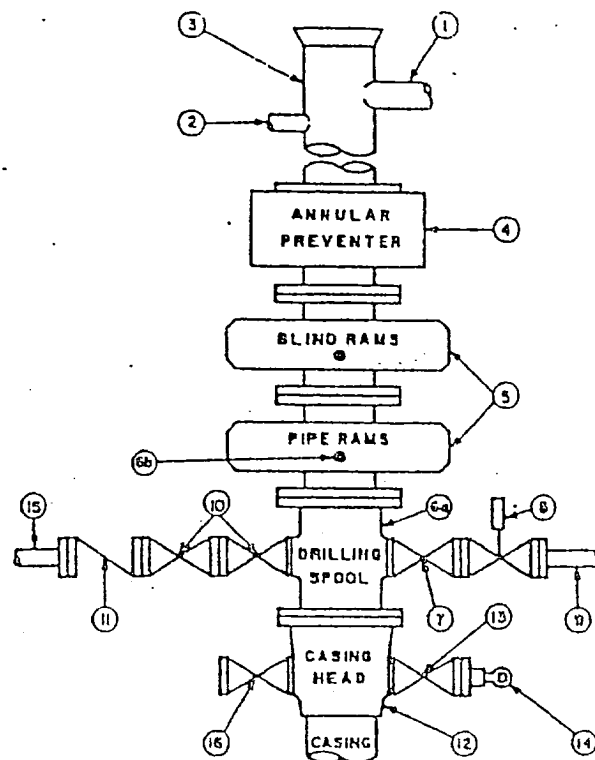 3
1
2
ANNULAR
PREVENTER
4
BLIND RAMS
5
PIPE RAMS
6b
15
10
6a
8
DRILLING
SPOOL
11
7
9
13
CASING
HEAD
16
12
14
CASING